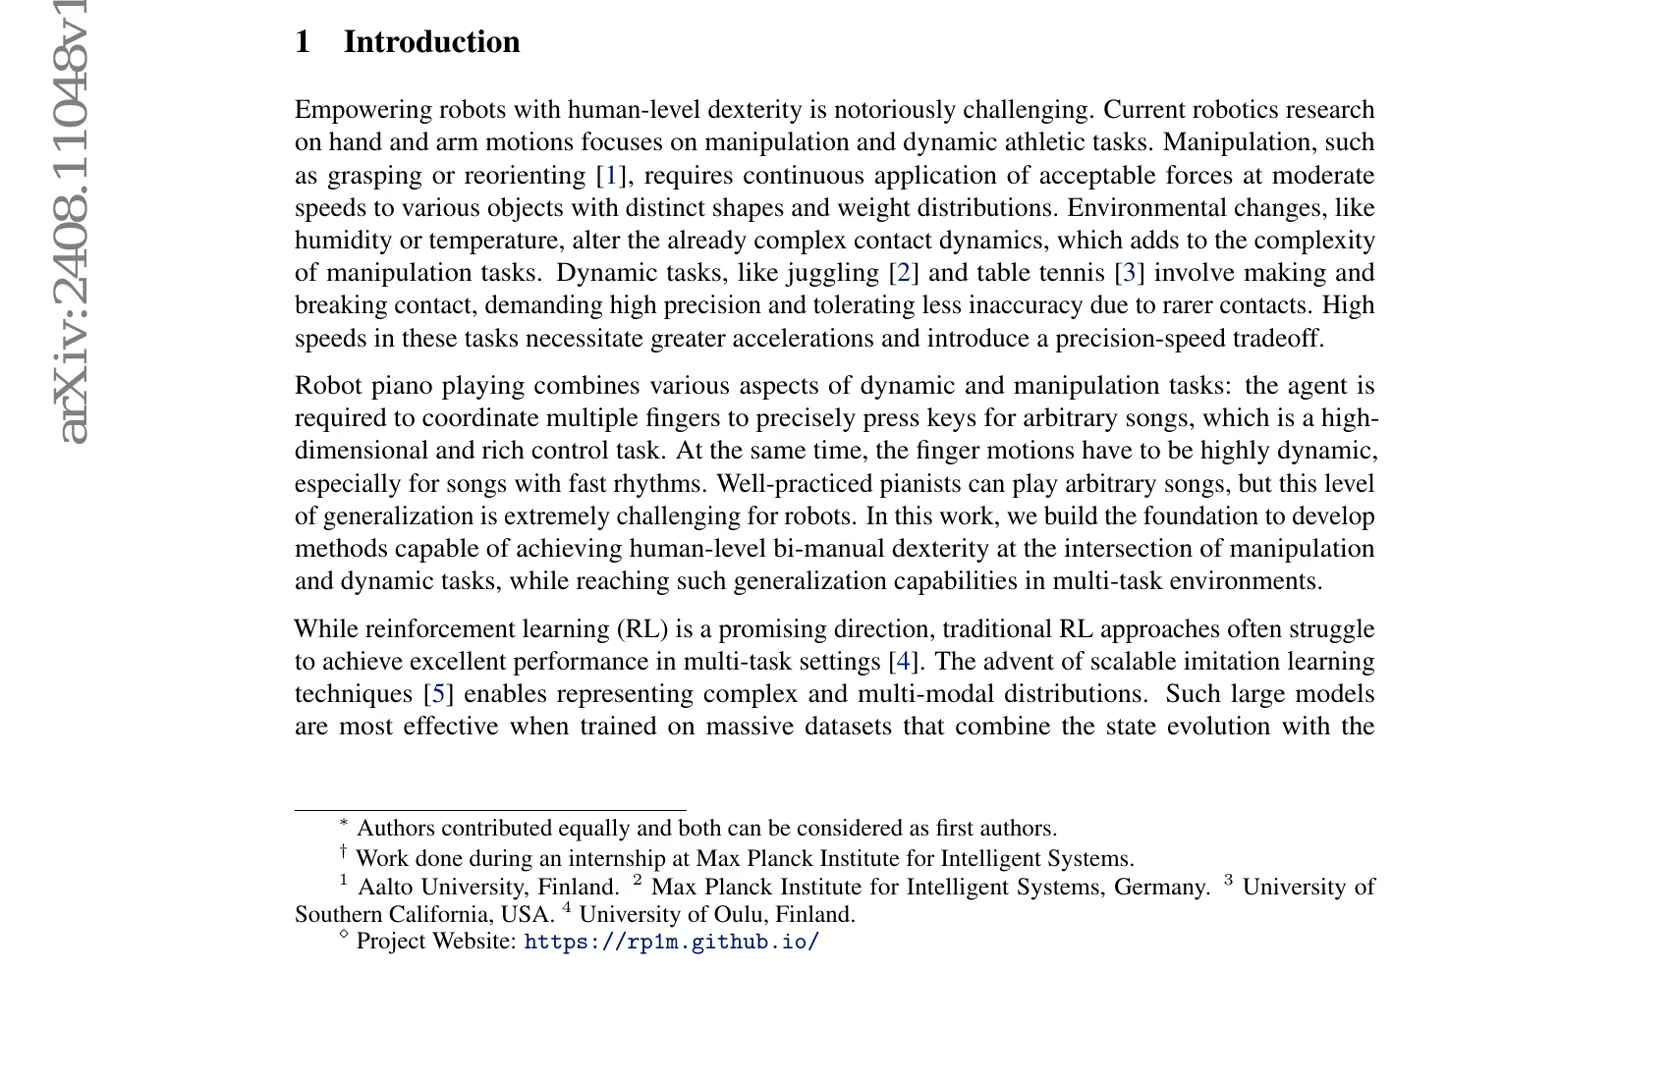 arXiv:2408.11048v1
1 Introduction
Empowering robots with human-level dexterity is notoriously challenging. Current robotics research
on hand and arm motions focuses on manipulation and dynamic athletic tasks. Manipulation, such
as grasping or reorienting [1], requires continuous application of acceptable forces at moderate
speeds to various objects with distinct shapes and weight distributions. Environmental changes, like
humidity or temperature, alter the already complex contact dynamics, which adds to the complexity
of manipulation tasks. Dynamic tasks, like juggling [2] and table tennis [3] involve making and
breaking contact, demanding high precision and tolerating less inaccuracy due to rarer contacts. High
speeds in these tasks necessitate greater accelerations and introduce a precision-speed tradeoff.
Robot piano playing combines various aspects of dynamic and manipulation tasks: the agent is
required to coordinate multiple fingers to precisely press keys for arbitrary songs, which is a high-
dimensional and rich control task. At the same time, the finger motions have to be highly dynamic,
especially for songs with fast rhythms. Well-practiced pianists can play arbitrary songs, but this level
of generalization is extremely challenging for robots. In this work, we build the foundation to develop
methods capable of achieving human-level bi-manual dexterity at the intersection of manipulation
and dynamic tasks, while reaching such generalization capabilities in multi-task environments.
While reinforcement learning (RL) is a promising direction, traditional RL approaches often struggle
to achieve excellent performance in multi-task settings [4]. The advent of scalable imitation learning
techniques [5] enables representing complex and multi-modal distributions. Such large models
are most effective when trained on massive datasets that combine the state evolution with the
* Authors contributed equally and both can be considered as first authors.
† Work done during an internship at Max Planck Institute for Intelligent Systems.
1 Aalto University, Finland. 2 Max Planck Institute for Intelligent Systems, Germany. 3 University of
Southern California, USA. 4 University of Oulu, Finland.
◇ Project Website: https://rp1m.github.io/